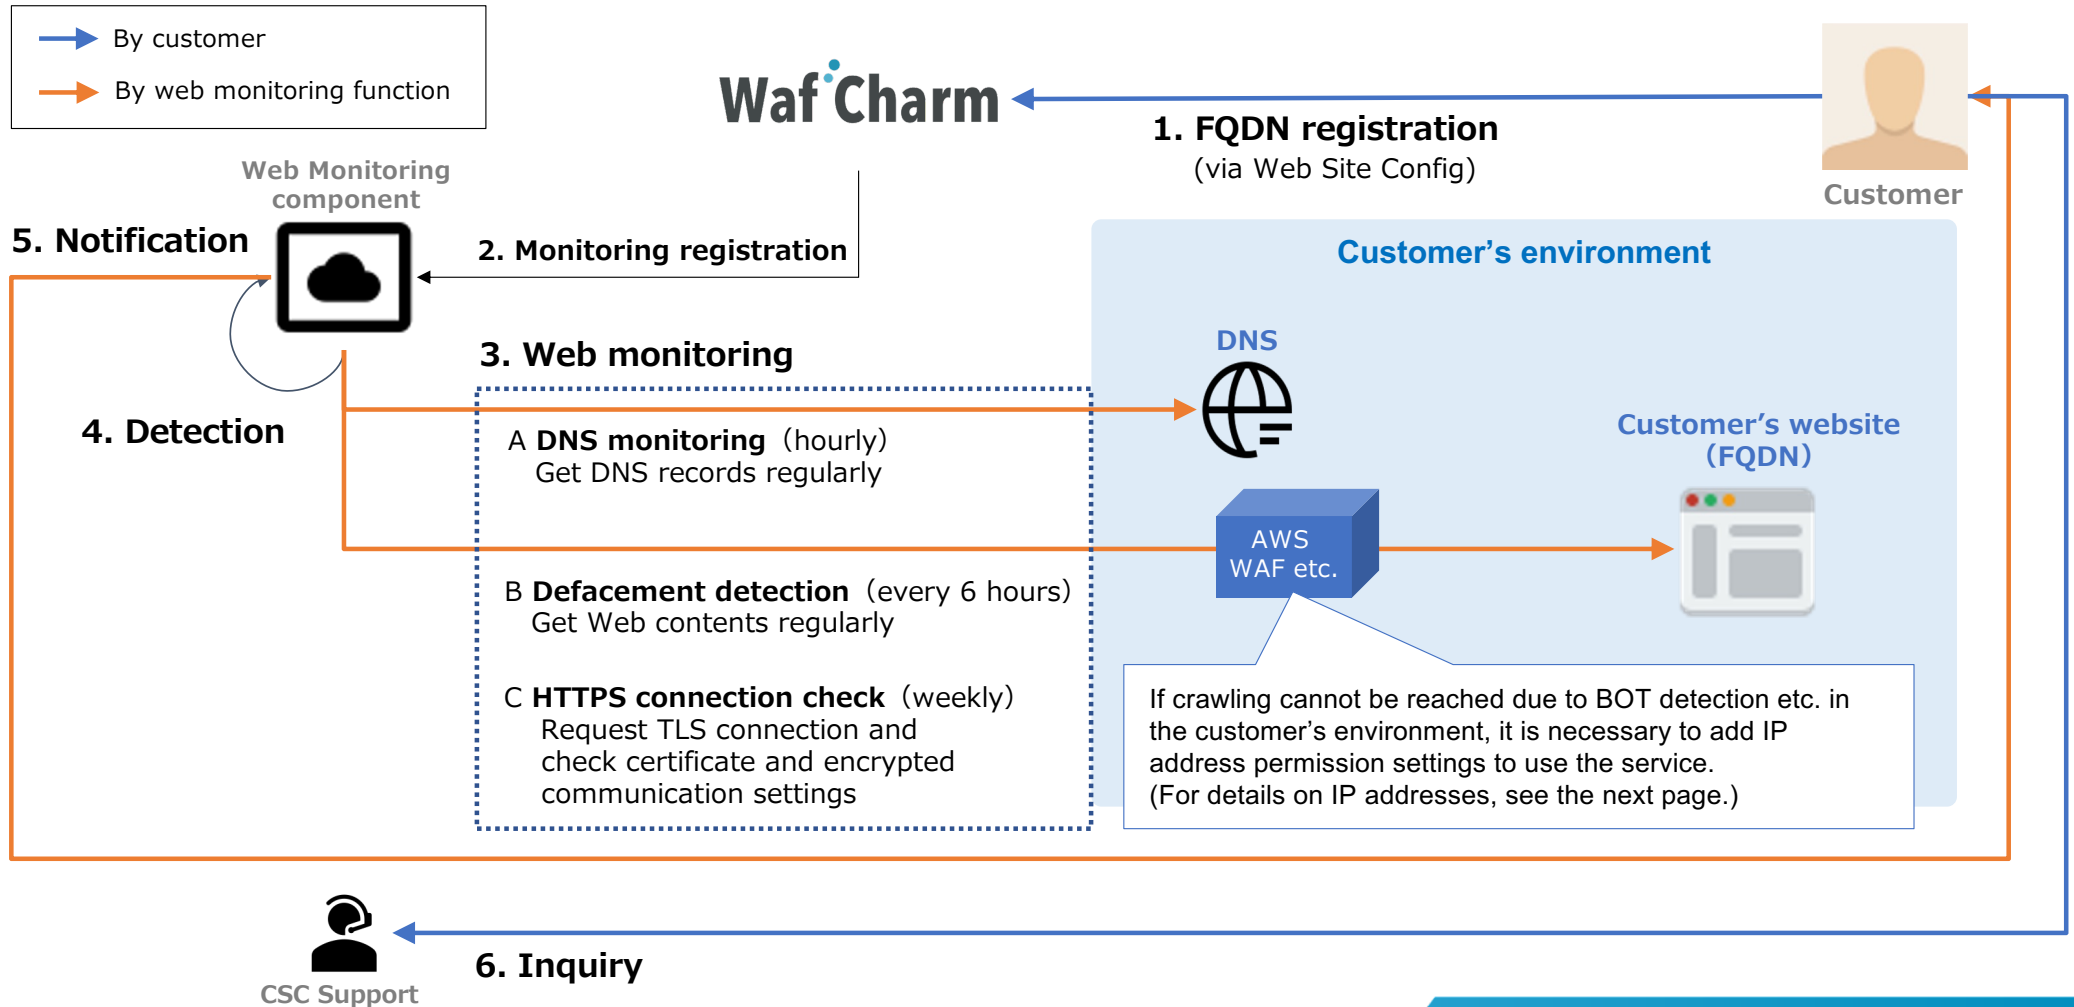 By customer
By web monitoring function
WafCharm
1. FQDN registration
(via Web Site Config)
Customer
Web Monitoring
component
5. Notification
2. Monitoring registration
Customer's environment
3. Web monitoring
DNS
4. Detection
A DNS monitoring（hourly）
Get DNS records regularly
Customer's website
（FQDN）
AWS
WAF etc.
B Defacement detection（every 6 hours）
Get Web contents regularly
C HTTPS connection check（weekly）
Request TLS connection and
check certificate and encrypted
communication settings
If crawling cannot be reached due to BOT detection etc. in
the customer's environment, it is necessary to add IP
address permission settings to use the service.
(For details on IP addresses, see the next page.)
6. Inquiry
CSC Support